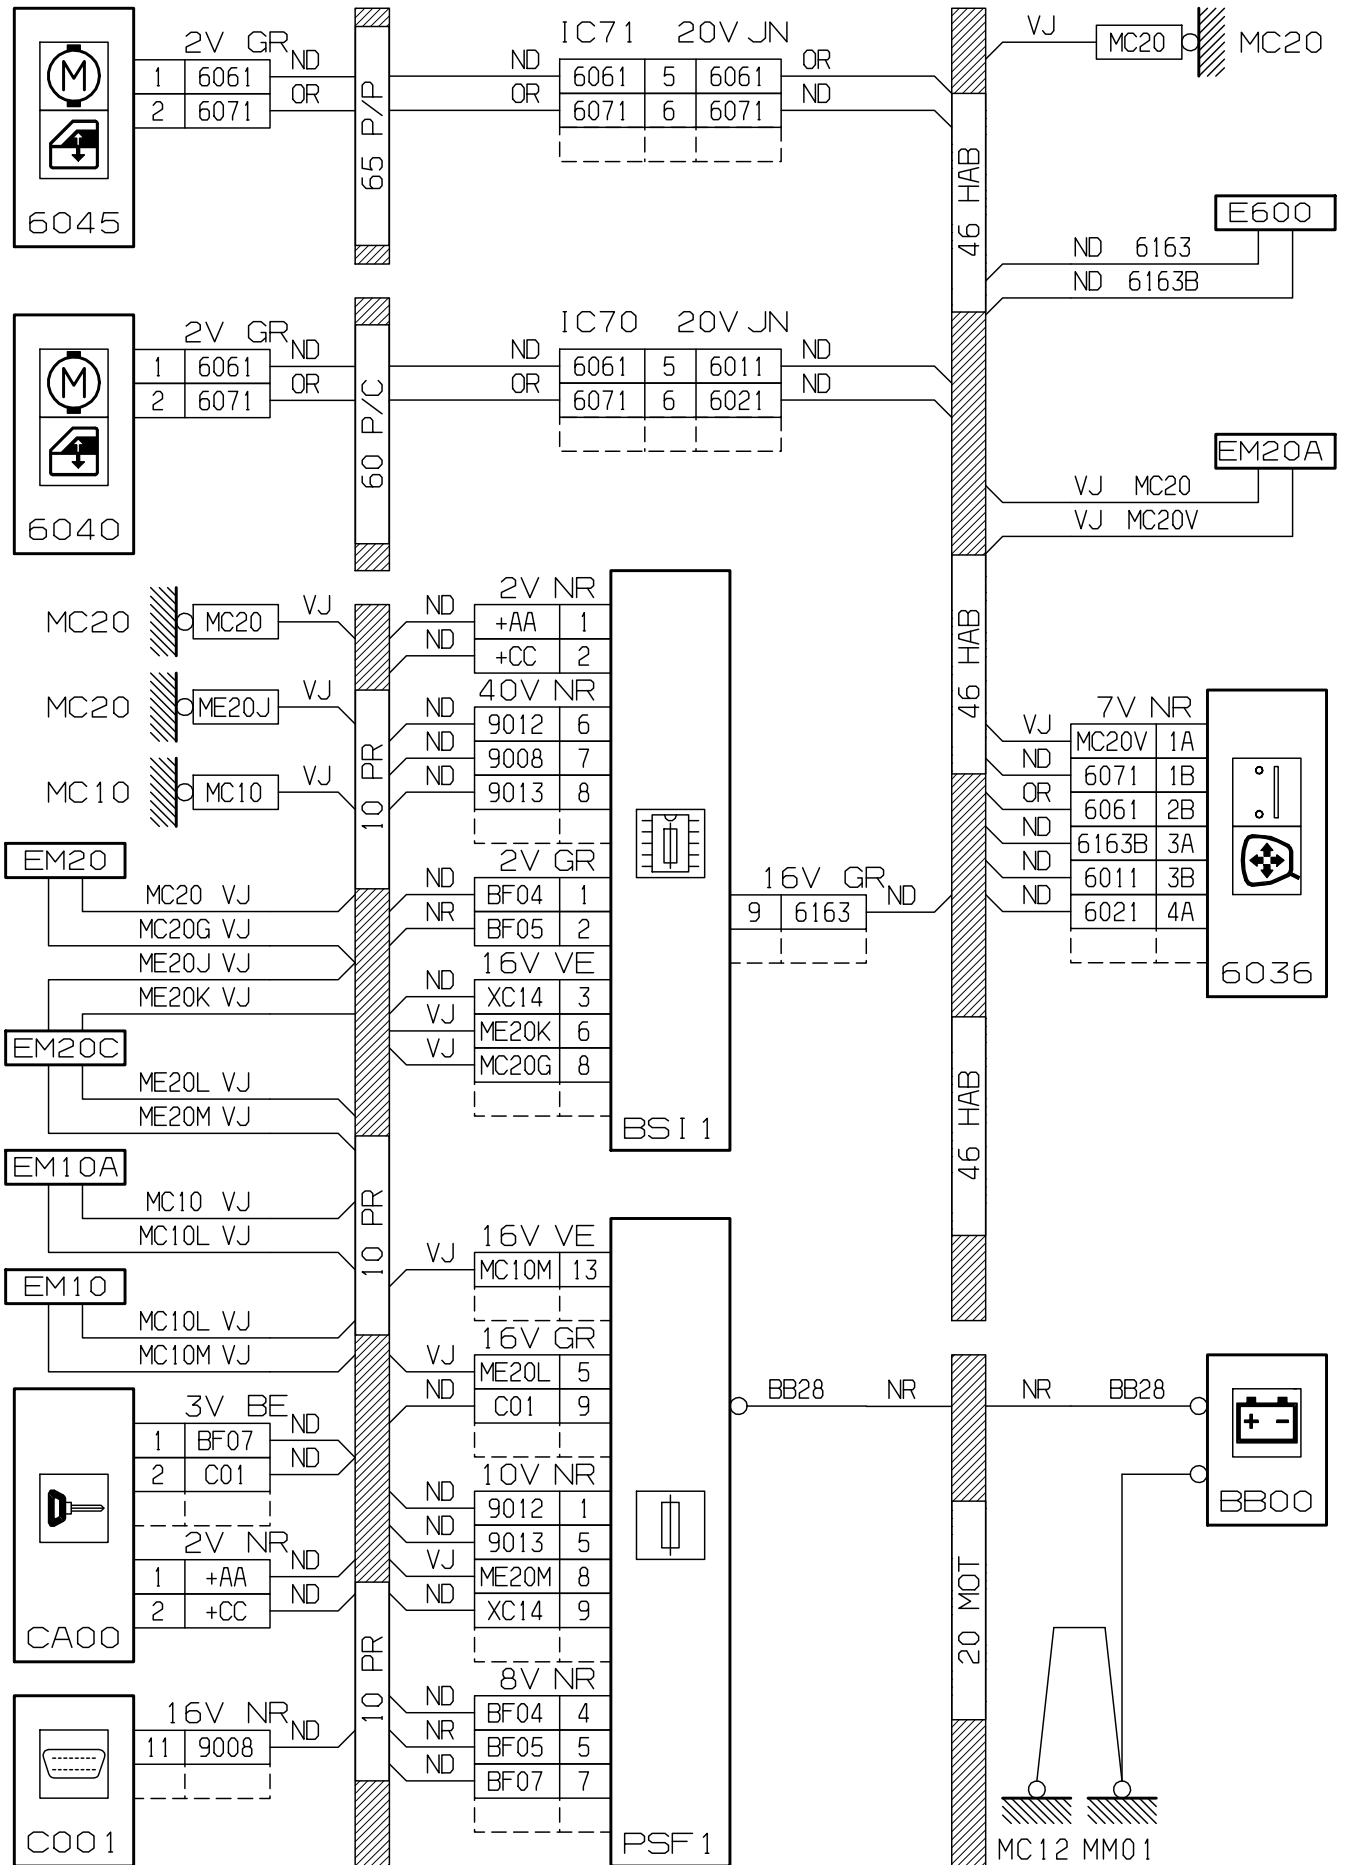 2V GR
1 6061 ND
2 6071 OR
6045
65 P/P
IC71 20V JN
ND 6061 5 6061 OR
OR 6071 6 6071 ND
VJ MC20 MC20
46 HAB
E600
ND 6163
ND 6163B
2V GR
1 6061 ND
2 6071 OR
6040
60 P/C
IC70 20V JN
ND 6061 5 6011 ND
OR 6071 6 6021 ND
EM20A
VJ MC20
VJ MC20V
46 HAB
MC20 MC20 VJ
MC20 ME20J VJ
MC10 MC10 VJ
10 PR
2V NR
ND +AA 1
ND +CC 2
40V NR
ND 9012 6
ND 9008 7
ND 9013 8
2V GR
ND BF04 1
NR BF05 2
16V VE
ND XC14 3
VJ ME20K 6
VJ MC20G 8
BSI1
16V GR
9 6163 ND
7V NR
VJ MC20V 1A
ND 6071 1B
OR 6061 2B
ND 6163B 3A
ND 6011 3B
ND 6021 4A
6036
46 HAB
EM20
MC20 VJ
MC20G VJ
ME20J VJ
ME20K VJ
EM20C
ME20L VJ
ME20M VJ
EM10A
MC10 VJ
MC10L VJ
10 PR
EM10
MC10L VJ
MC10M VJ
16V VE
VJ MC10M 13
16V GR
VJ ME20L 5
ND C01 9
10V NR
ND 9012 1
ND 9013 5
VJ ME20M 8
ND XC14 9
8V NR
ND BF04 4
NR BF05 5
ND BF07 7
PSF1
3V BE
1 BF07 ND
2 C01 ND
2V NR
1 +AA ND
2 +CC ND
CA00
10 PR
16V NR
11 9008 ND
C001
BB28 NR
NR BB28
+ -
BB00
20 MOT
MC12 MM01